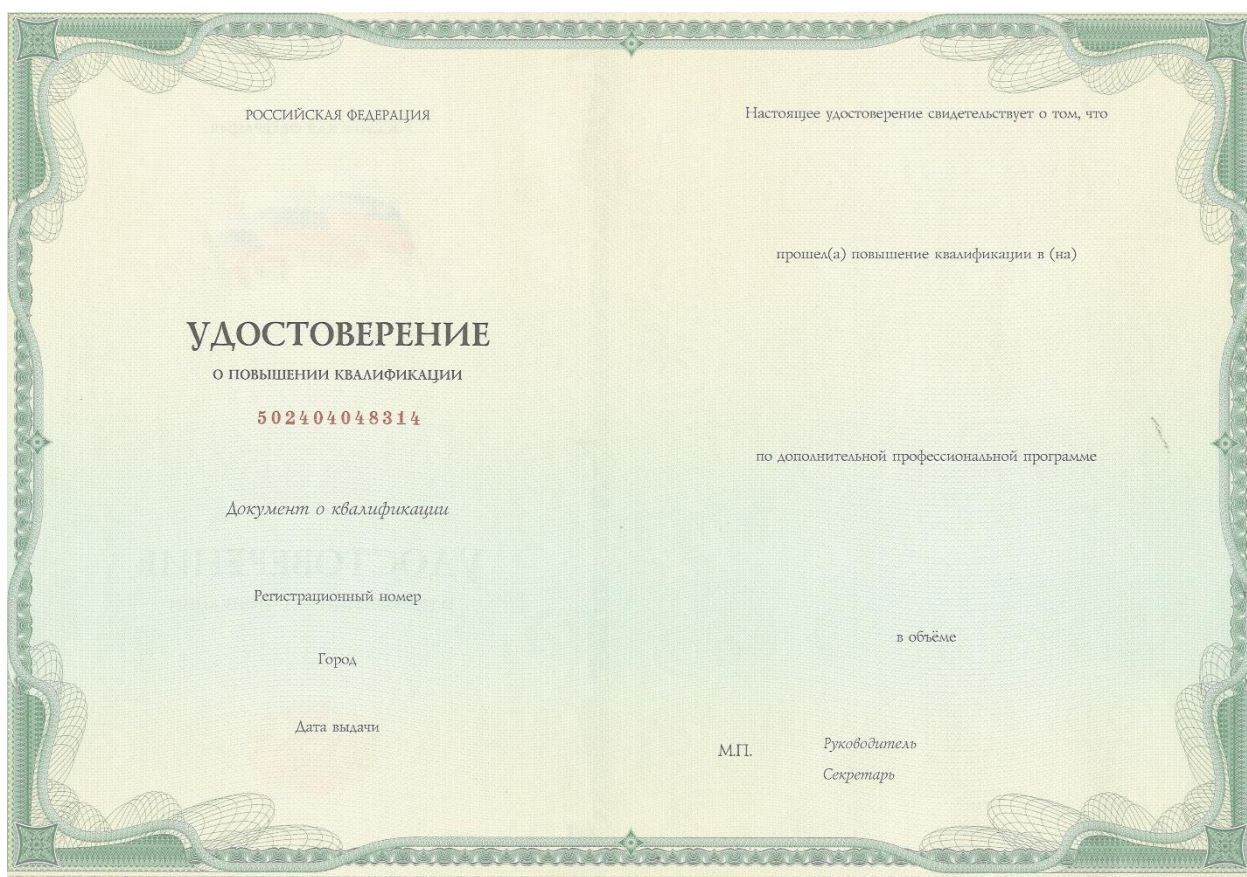 РОССИЙСКАЯ ФЕДЕРАЦИЯ
УДОСТОВЕРЕНИЕ
О ПОВЫШЕНИИ КВАЛИФИКАЦИИ
502404048314
Документ о квалификации
Регистрационный номер
Город
Дата выдачи
Настоящее удостоверение свидетельствует о том, что
прошел(а) повышение квалификации в (на)
по дополнительной профессиональной программе
в объёме
М.П.
Руководитель
Секретарь